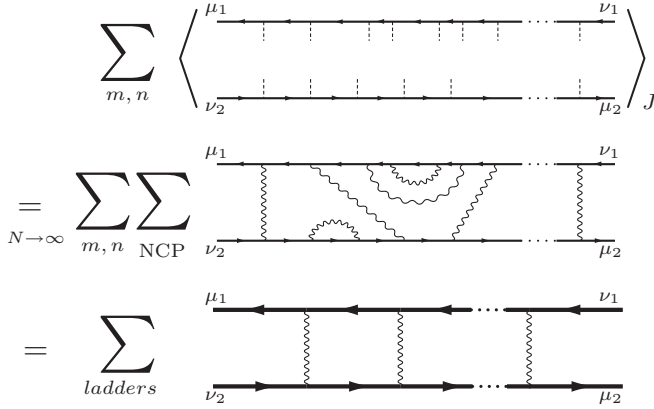 μ₁ ν₁
∑ m, n ⟨ ⟩ J
ν₂ μ₂
μ₁ ν₁
= N→∞ ∑ m, n ∑ NCP
ν₂ μ₂
μ₁ ν₁
= ∑ ladders
ν₂ μ₂